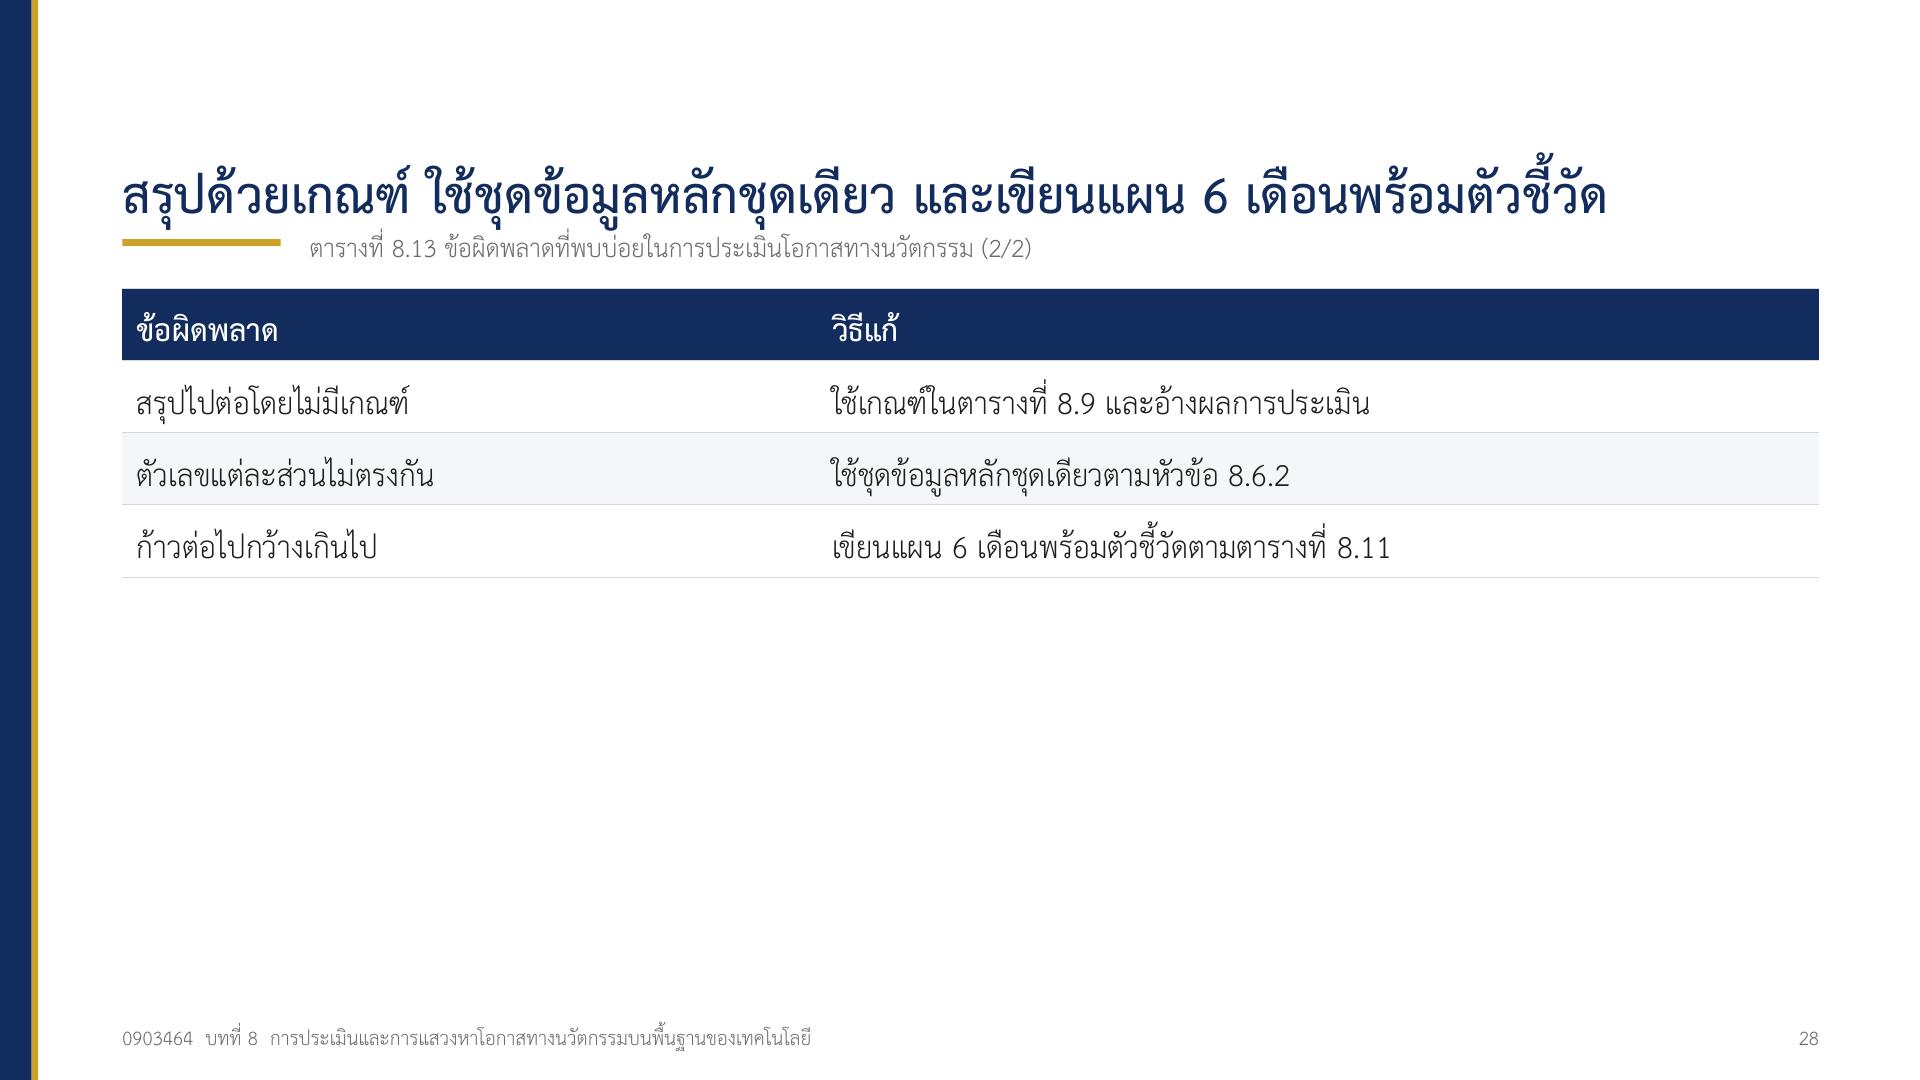 สรุปด้วยเกณฑ์ ใช้ชุดข้อมูลหลักชุดเดียว และเขียนแผน 6 เดือนพร้อมตัวชี้วัด
ตารางที่ 8.13 ข้อผิดพลาดที่พบบ่อยในการประเมินโอกาสทางนวัตกรรม (2/2)
ข้อผิดพลาด วิธีแก้
สรุปไปต่อโดยไม่มีเกณฑ์ ใช้เกณฑ์ในตารางที่ 8.9 และอ้างผลการประเมิน
ตัวเลขแต่ละส่วนไม่ตรงกัน ใช้ชุดข้อมูลหลักชุดเดียวตามหัวข้อ 8.6.2
ก้าวต่อไปกว้างเกินไป เขียนแผน 6 เดือนพร้อมตัวชี้วัดตามตารางที่ 8.11
0903464 บทที่ 8 การประเมินและการแสวงหาโอกาสทางนวัตกรรมบนพื้นฐานของเทคโนโลยี 28